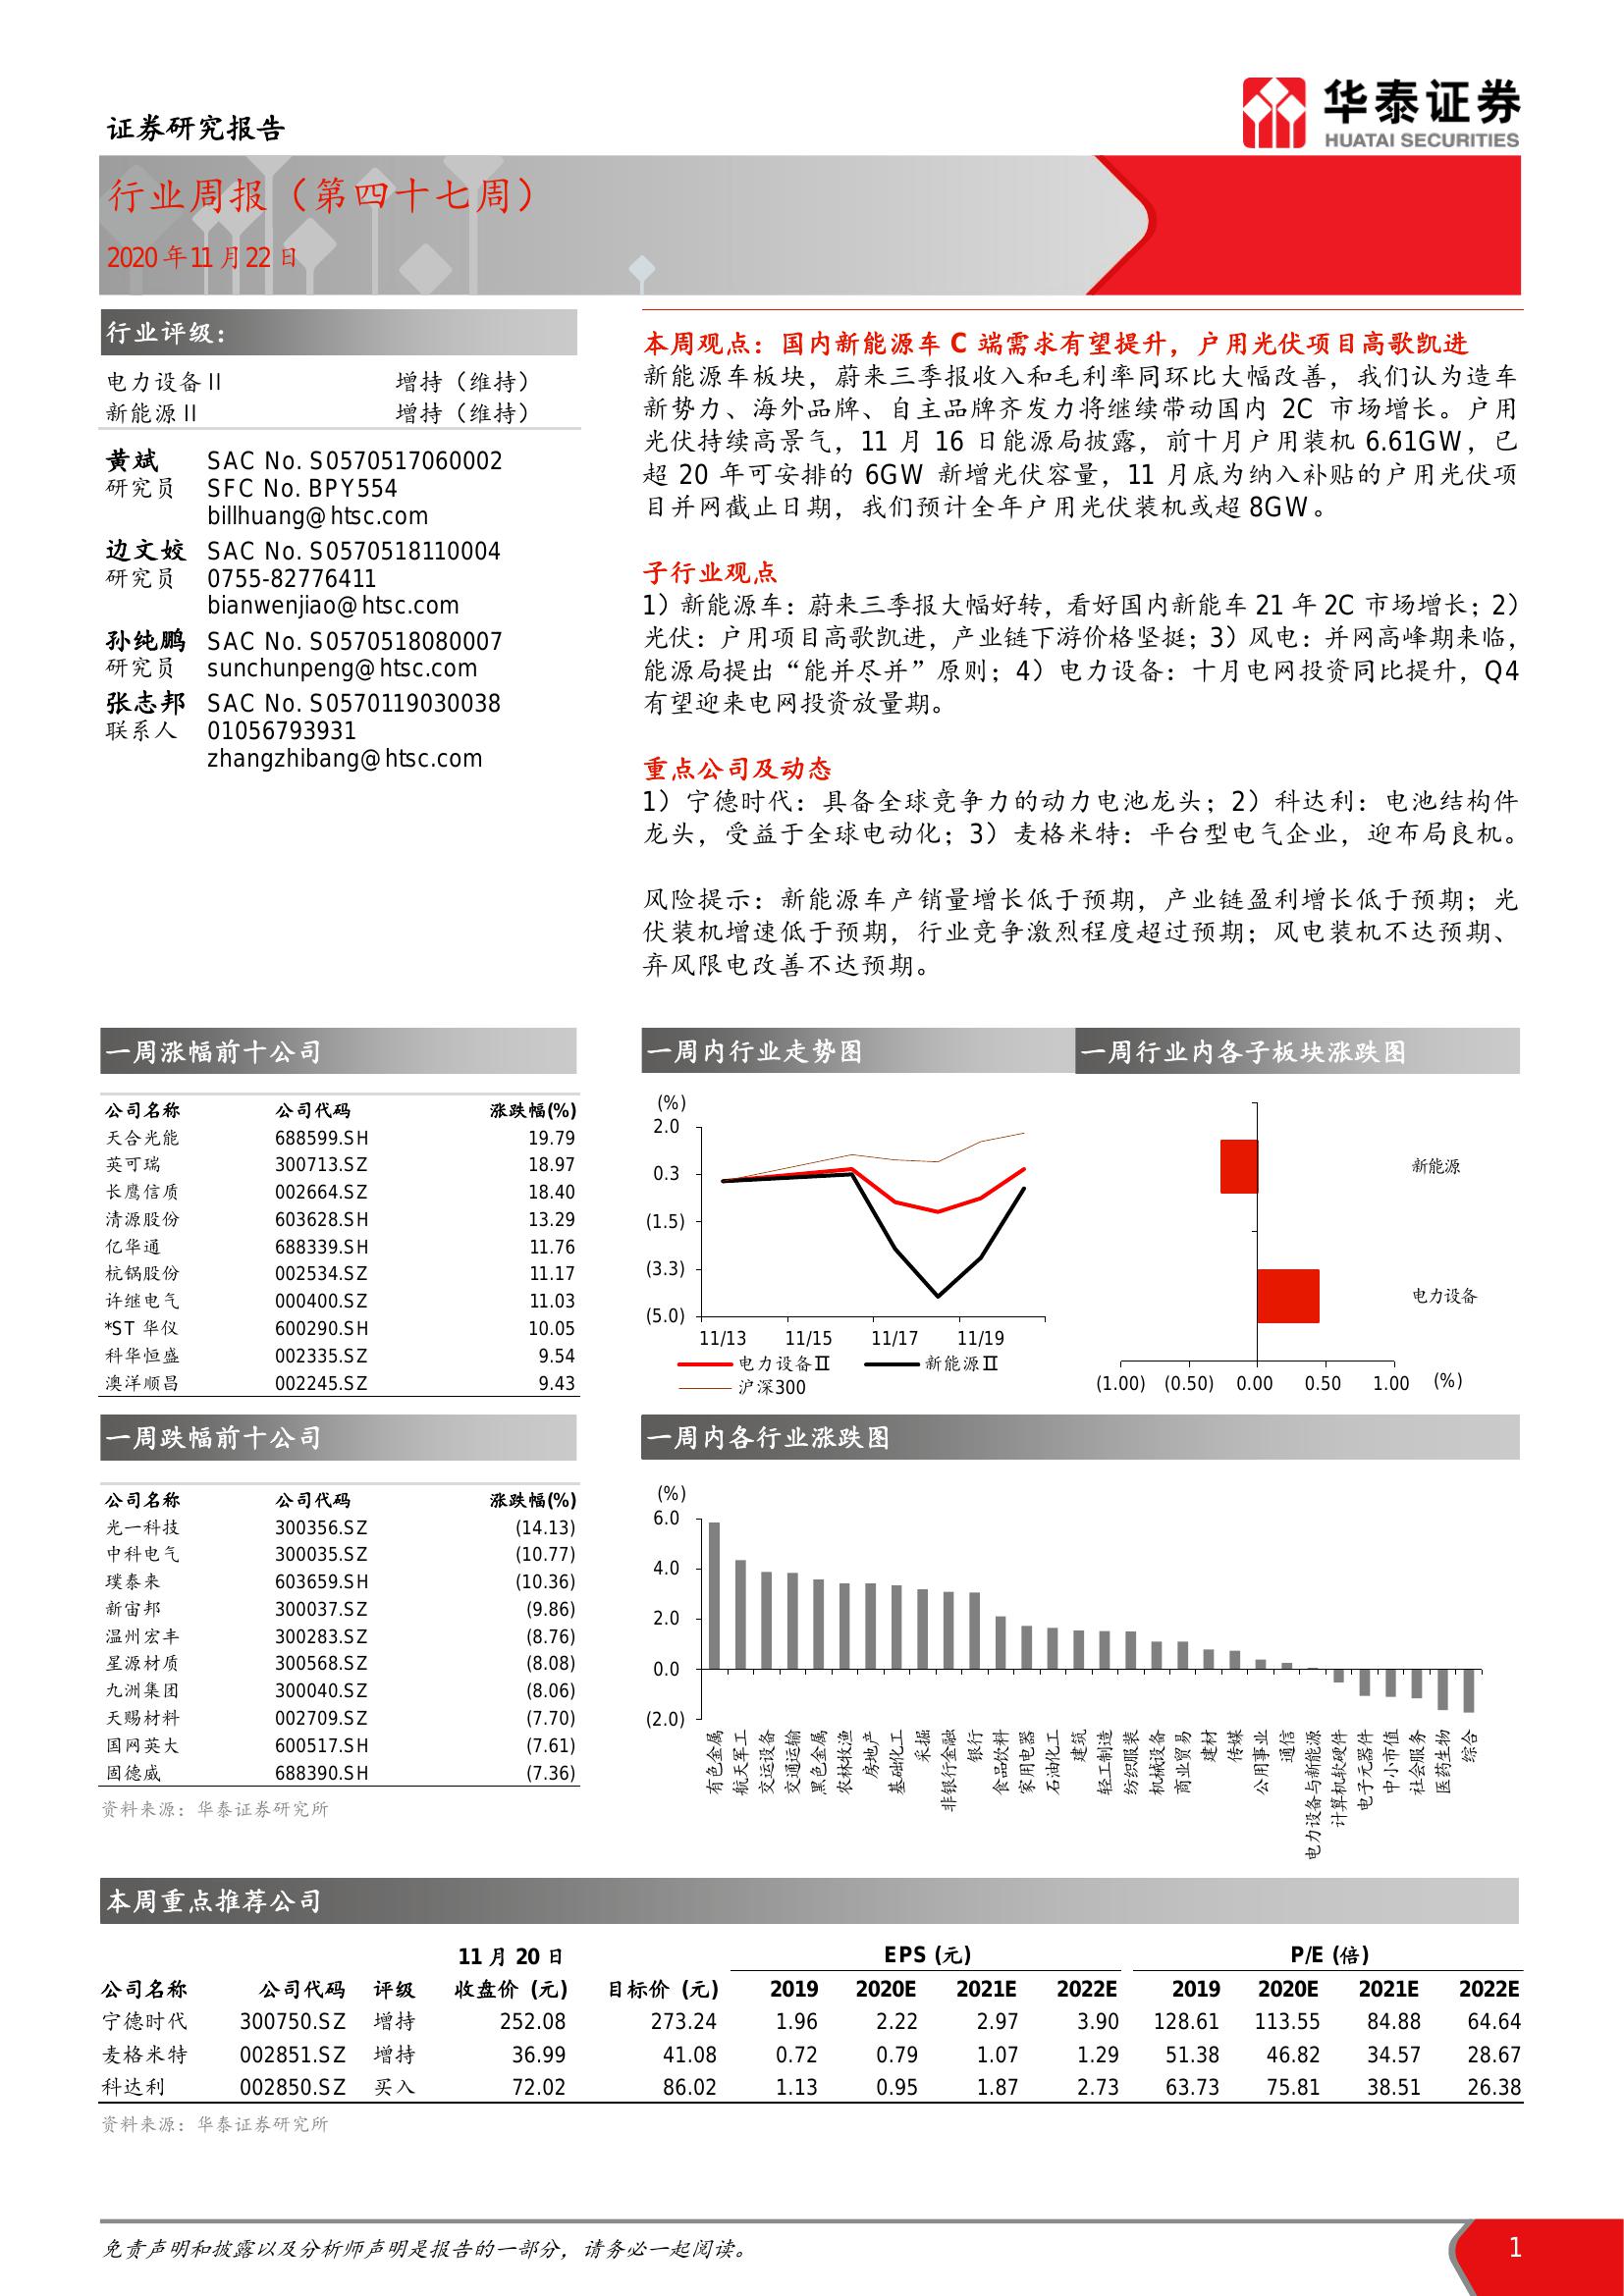 证券研究报告
华泰证券
HUATAI SECURITIES
行业周报（第四十七周）
2020年11月22日
行业评级：
电力设备II 增持（维持）
新能源II 增持（维持）
黄斌 SAC No. S0570517060002
研究员 SFC No. BPY554
billhuang@htsc.com
边文姣 SAC No. S0570518110004
研究员 0755-82776411
bianwenjiao@htsc.com
孙纯鹏 SAC No. S0570518080007
研究员 sunchunpeng@htsc.com
张志邦 SAC No. S0570119030038
联系人 01056793931
zhangzhibang@htsc.com
本周观点：国内新能源车 C 端需求有望提升，户用光伏项目高歌凯进
新能源车板块，蔚来三季报收入和毛利率同环比大幅改善，我们认为造车
新势力、海外品牌、自主品牌齐发力将继续带动国内 2C 市场增长。户用
光伏持续高景气，11 月 16 日能源局披露，前十月户用装机 6.61GW，已
超 20 年可安排的 6GW 新增光伏容量，11 月底为纳入补贴的户用光伏项
目并网截止日期，我们预计全年户用光伏装机或超 8GW。
子行业观点
1）新能源车：蔚来三季报大幅好转，看好国内新能车 21 年 2C 市场增长；2）
光伏：户用项目高歌凯进，产业链下游价格坚挺；3）风电：并网高峰期来临，
能源局提出“能并尽并”原则；4）电力设备：十月电网投资同比提升，Q4
有望迎来电网投资放量期。
重点公司及动态
1）宁德时代：具备全球竞争力的动力电池龙头；2）科达利：电池结构件
龙头，受益于全球电动化；3）麦格米特：平台型电气企业，迎布局良机。
风险提示：新能源车产销量增长低于预期，产业链盈利增长低于预期；光
伏装机增速低于预期，行业竞争激烈程度超过预期；风电装机不达预期、
弃风限电改善不达预期。
一周涨幅前十公司
公司名称 公司代码 涨跌幅(%)
天合光能 688599.SH 19.79
英可瑞 300713.SZ 18.97
长鹰信质 002664.SZ 18.40
清源股份 603628.SH 13.29
亿华通 688339.SH 11.76
杭锅股份 002534.SZ 11.17
许继电气 000400.SZ 11.03
*ST 华仪 600290.SH 10.05
科华恒盛 002335.SZ 9.54
澳洋顺昌 002245.SZ 9.43
一周内行业走势图
(%)
2.0
0.3
(1.5)
(3.3)
(5.0)
11/13 11/15 11/17 11/19
电力设备II 新能源II
沪深300
一周行业内各子板块涨跌图
新能源
电力设备
(1.00) (0.50) 0.00 0.50 1.00 (%)
一周跌幅前十公司
公司名称 公司代码 涨跌幅(%)
光一科技 300356.SZ (14.13)
中科电气 300035.SZ (10.77)
璞泰来 603659.SH (10.36)
新宙邦 300037.SZ (9.86)
温州宏丰 300283.SZ (8.76)
星源材质 300568.SZ (8.08)
九洲集团 300040.SZ (8.06)
天赐材料 002709.SZ (7.70)
国网英大 600517.SH (7.61)
固德威 688390.SH (7.36)
资料来源：华泰证券研究所
一周内各行业涨跌图
(%)
6.0
4.0
2.0
0.0
(2.0)
有色金属
航天军工
交运设备
交通运输
黑色金属
农林牧渔
房地产
基础化工
采掘
非银行金融
银行
食品饮料
家用电器
石油化工
建筑
轻工制造
纺织服装
机械设备
商业贸易
建材
传媒
公用事业
通信
电力设备与新能源
计算机软硬件
电子元器件
中小市值
社会服务
医药生物
综合
本周重点推荐公司
11 月 20 日 EPS (元) P/E (倍)
公司名称 公司代码 评级 收盘价 (元) 目标价 (元) 2019 2020E 2021E 2022E 2019 2020E 2021E 2022E
宁德时代 300750.SZ 增持 252.08 273.24 1.96 2.22 2.97 3.90 128.61 113.55 84.88 64.64
麦格米特 002851.SZ 增持 36.99 41.08 0.72 0.79 1.07 1.29 51.38 46.82 34.57 28.67
科达利 002850.SZ 买入 72.02 86.02 1.13 0.95 1.87 2.73 63.73 75.81 38.51 26.38
资料来源：华泰证券研究所
免责声明和披露以及分析师声明是报告的一部分，请务必一起阅读。
1